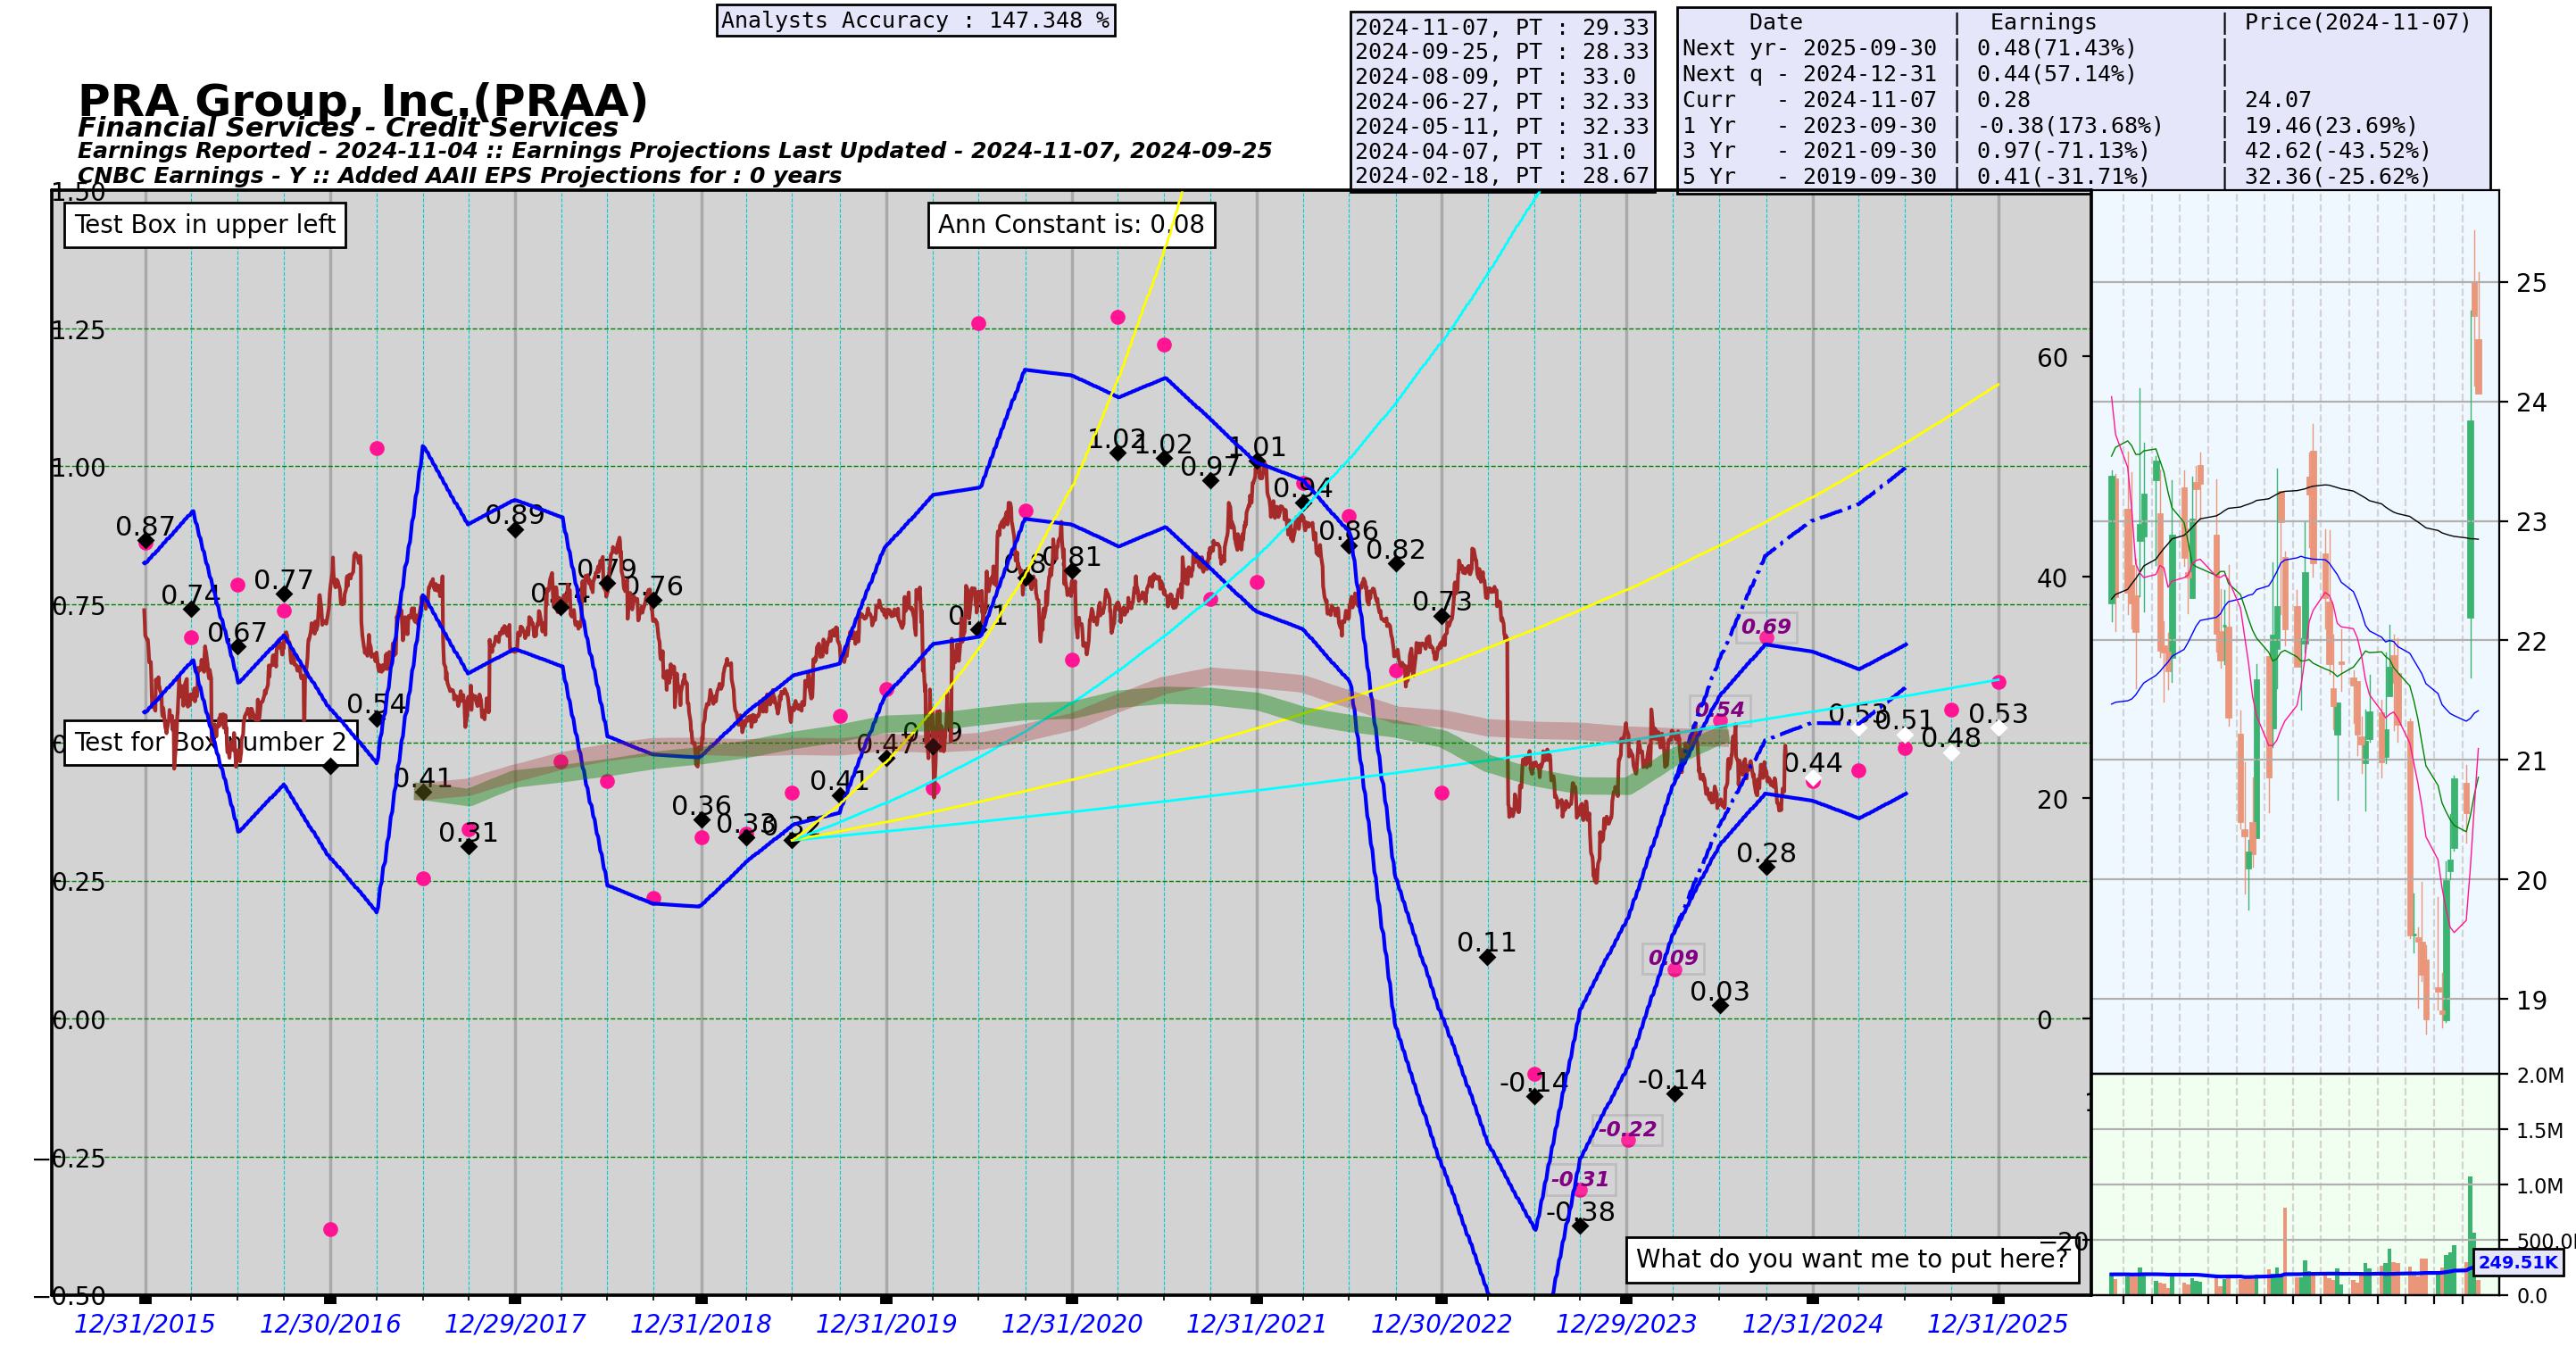 Analysts Accuracy : 147.348 %
PRA Group, Inc.(PRAA)
Financial Services - Credit Services
Earnings Reported - 2024-11-04 :: Earnings Projections Last Updated - 2024-11-07, 2024-09-25
CNBC Earnings - Y :: Added AAII EPS Projections for : 0 years
2024-11-07, PT : 29.33
2024-09-25, PT : 28.33
2024-08-09, PT : 33.0
2024-06-27, PT : 32.33
2024-05-11, PT : 32.33
2024-04-07, PT : 31.0
2024-02-18, PT : 28.67
Date | Earnings | Price(2024-11-07)
Next yr- 2025-09-30 | 0.48(71.43%) |
Next q - 2024-12-31 | 0.44(57.14%) |
Curr - 2024-11-07 | 0.28 | 24.07
1 Yr - 2023-09-30 | -0.38(173.68%) | 19.46(23.69%)
3 Yr - 2021-09-30 | 0.97(-71.13%) | 42.62(-43.52%)
5 Yr - 2019-09-30 | 0.41(-31.71%) | 32.36(-25.62%)
Test Box in upper left
Ann Constant is: 0.08
Test for Box number 2
What do you want me to put here?
1.50
1.25
1.00
0.75
0.25
0.00
−0.25
−0.50
0.87
0.74
0.67
0.77
0.54
0.41
0.31
0.89
0.74
0.79
0.76
0.36
0.33
0.32
0.41
0.47
0.71
0.8
0.81
1.02
1.02
0.97
1.01
0.94
0.86
0.82
0.73
0.11
-0.14
-0.31
-0.38
-0.22
0.09
-0.14
0.54
0.03
0.69
0.28
0.44
0.53
0.51
0.48
0.53
60
40
20
0
−20
25
24
23
22
21
20
19
2.0M
1.5M
1.0M
249.51K
0.0
12/31/2015
12/30/2016
12/29/2017
12/31/2018
12/31/2019
12/31/2020
12/31/2021
12/30/2022
12/29/2023
12/31/2024
12/31/2025